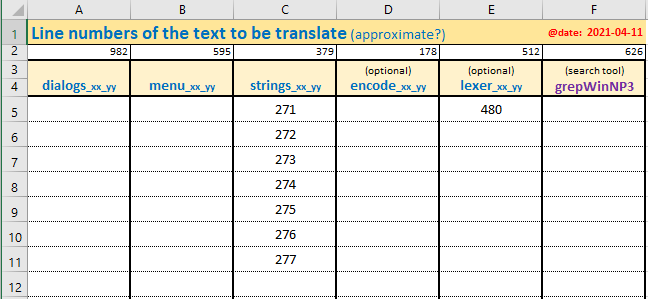 A B C D E F
1 Line numbers of the text to be translate (approximate?) @date: 2021-04-11
2 982 595 379 178 512 626
3 (optional) (optional) (search tool)
4 dialogs_xx_yy menu_xx_yy strings_xx_yy encode_xx_yy lexer_xx_yy grepWinNP3
5 271 480
6 272
7 273
8 274
9 275
10 276
11 277
12